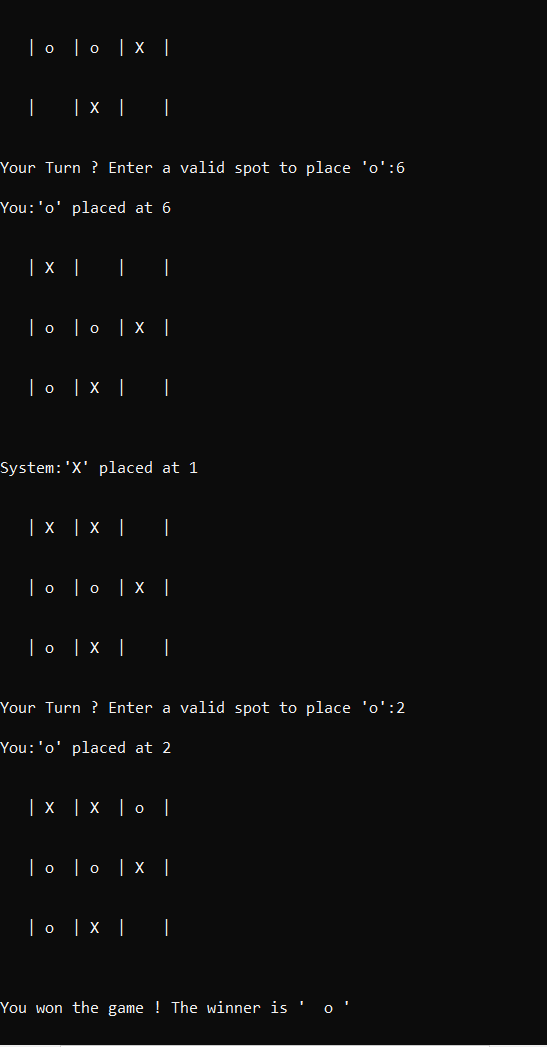 | o | o | X |
| | X | |
Your Turn ? Enter a valid spot to place 'o':6
You:'o' placed at 6
| X | | |
| o | o | X |
| o | X | |
System:'X' placed at 1
| X | X | |
| o | o | X |
| o | X | |
Your Turn ? Enter a valid spot to place 'o':2
You:'o' placed at 2
| X | X | o |
| o | o | X |
| o | X | |
You won the game ! The winner is '  o '